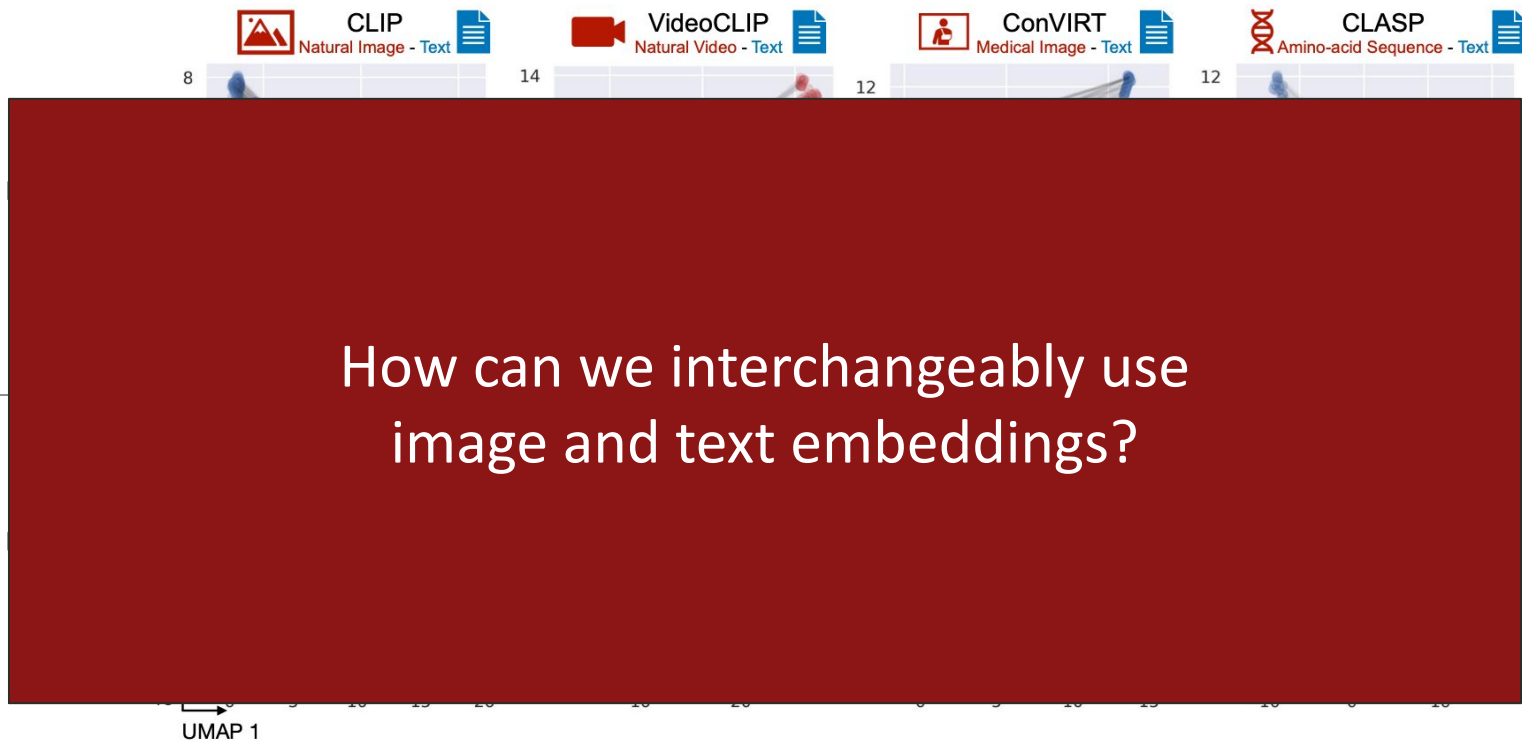 CLIP
Natural Image - Text
VideoCLIP
Natural Video - Text
ConVIRT
Medical Image - Text
CLASP
Amino-acid Sequence - Text
8
14
12
12
How can we interchangeably use
image and text embeddings?
UMAP 1